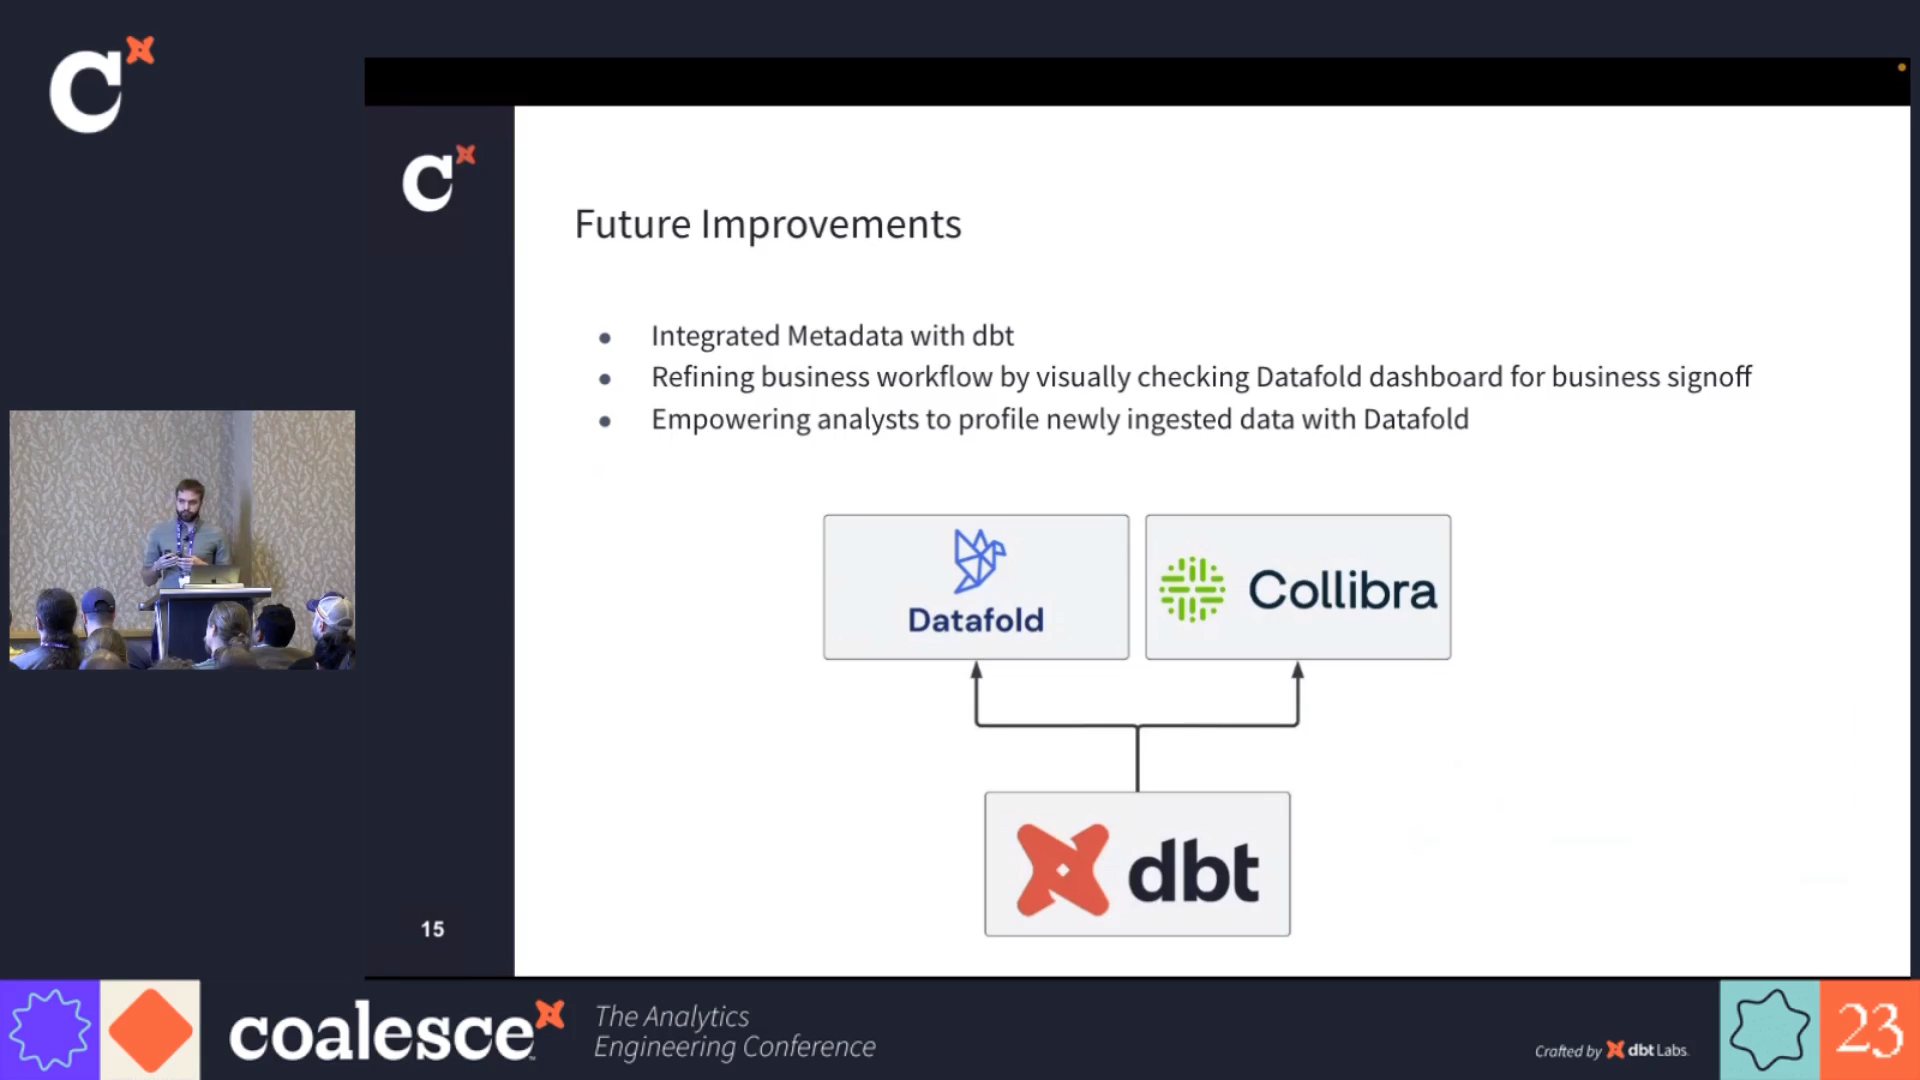 Future Improvements
Integrated Metadata with dbt
Refining business workflow by visually checking Datafold dashboard for business signoff
Empowering analysts to profile newly ingested data with Datafold
Datafold
Collibra
dbt
15
coalesce
The Analytics
Engineering Conference
Crafted by dbt Labs
23